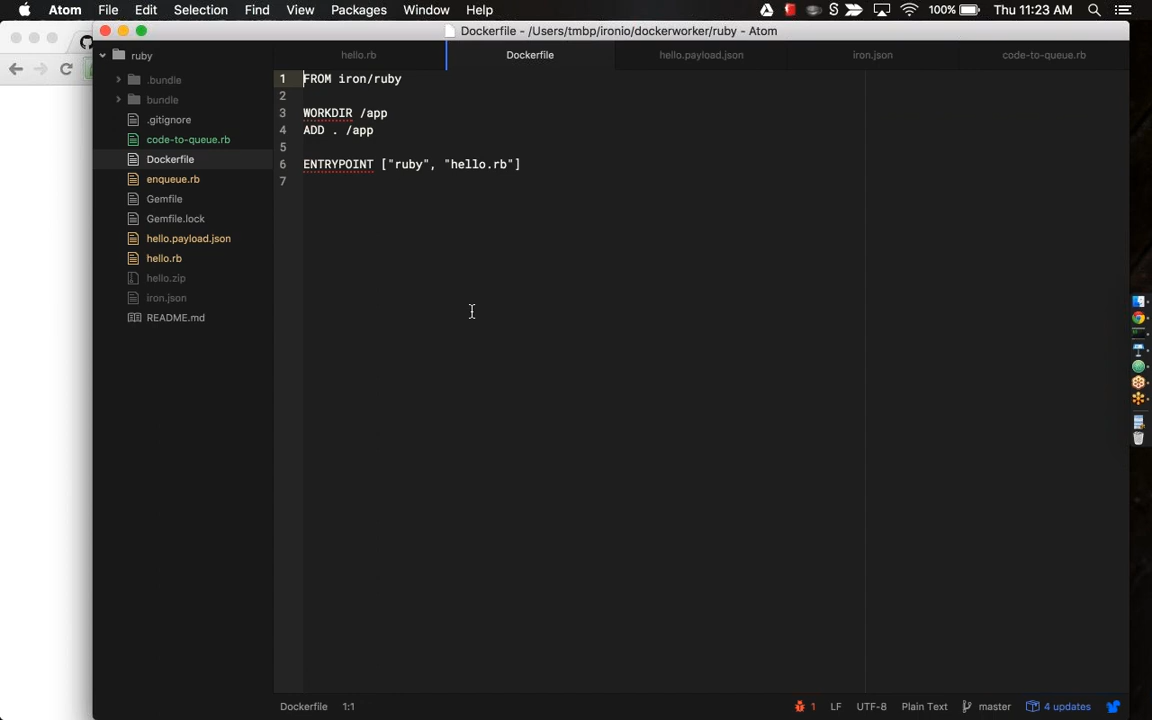 Atom File Edit Selection Find View Packages Window Help 100% Thu 11:23 AM
Dockerfile - /Users/tmbp/ironio/dockerworker/ruby - Atom
ruby
hello.rb Dockerfile hello.payload.json iron.json code-to-queue.rb
.bundle
bundle
.gitignore
code-to-queue.rb
Dockerfile
enqueue.rb
Gemfile
Gemfile.lock
hello.payload.json
hello.rb
hello.zip
iron.json
README.md
1 FROM iron/ruby
2
3 WORKDIR /app
4 ADD . /app
5
6 ENTRYPOINT ["ruby", "hello.rb"]
7
Dockerfile 1:1 1 LF UTF-8 Plain Text master 4 updates